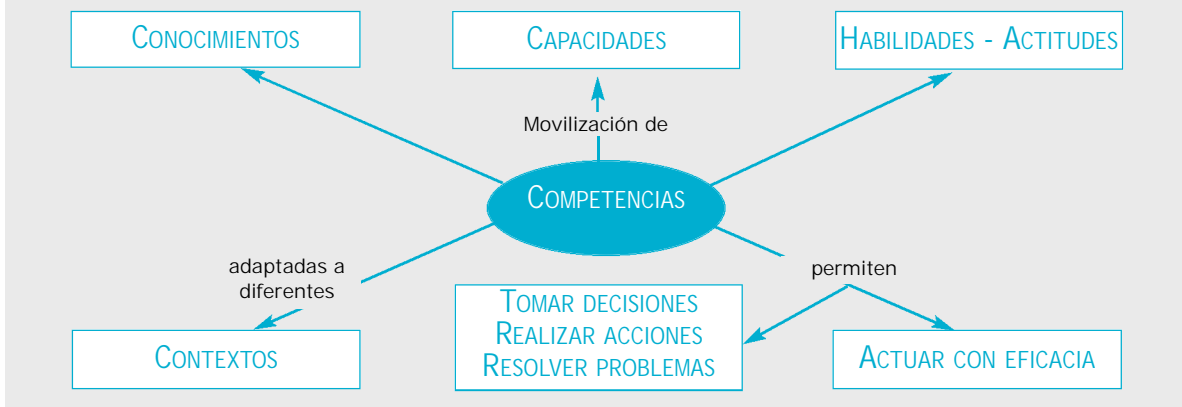 CONOCIMIENTOS
CAPACIDADES
HABILIDADES - ACTITUDES
Movilización de
COMPETENCIAS
adaptadas a
diferentes
permiten
CONTEXTOS
TOMAR DECISIONES
REALIZAR ACCIONES
RESOLVER PROBLEMAS
ACTUAR CON EFICACIA